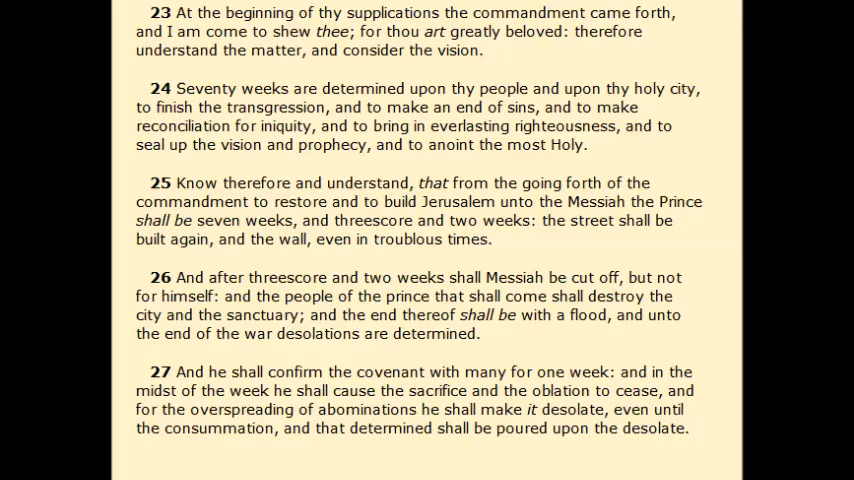 23 At the beginning of thy supplications the commandment came forth,
and I am come to shew thee; for thou art greatly beloved: therefore
understand the matter, and consider the vision.
24 Seventy weeks are determined upon thy people and upon thy holy city,
to finish the transgression, and to make an end of sins, and to make
reconciliation for iniquity, and to bring in everlasting righteousness, and to
seal up the vision and prophecy, and to anoint the most Holy.
25 Know therefore and understand, that from the going forth of the
commandment to restore and to build Jerusalem unto the Messiah the Prince
shall be seven weeks, and threescore and two weeks: the street shall be
built again, and the wall, even in troublous times.
26 And after threescore and two weeks shall Messiah be cut off, but not
for himself: and the people of the prince that shall come shall destroy the
city and the sanctuary; and the end thereof shall be with a flood, and unto
the end of the war desolations are determined.
27 And he shall confirm the covenant with many for one week: and in the
midst of the week he shall cause the sacrifice and the oblation to cease, and
for the overspreading of abominations he shall make it desolate, even until
the consummation, and that determined shall be poured upon the desolate.